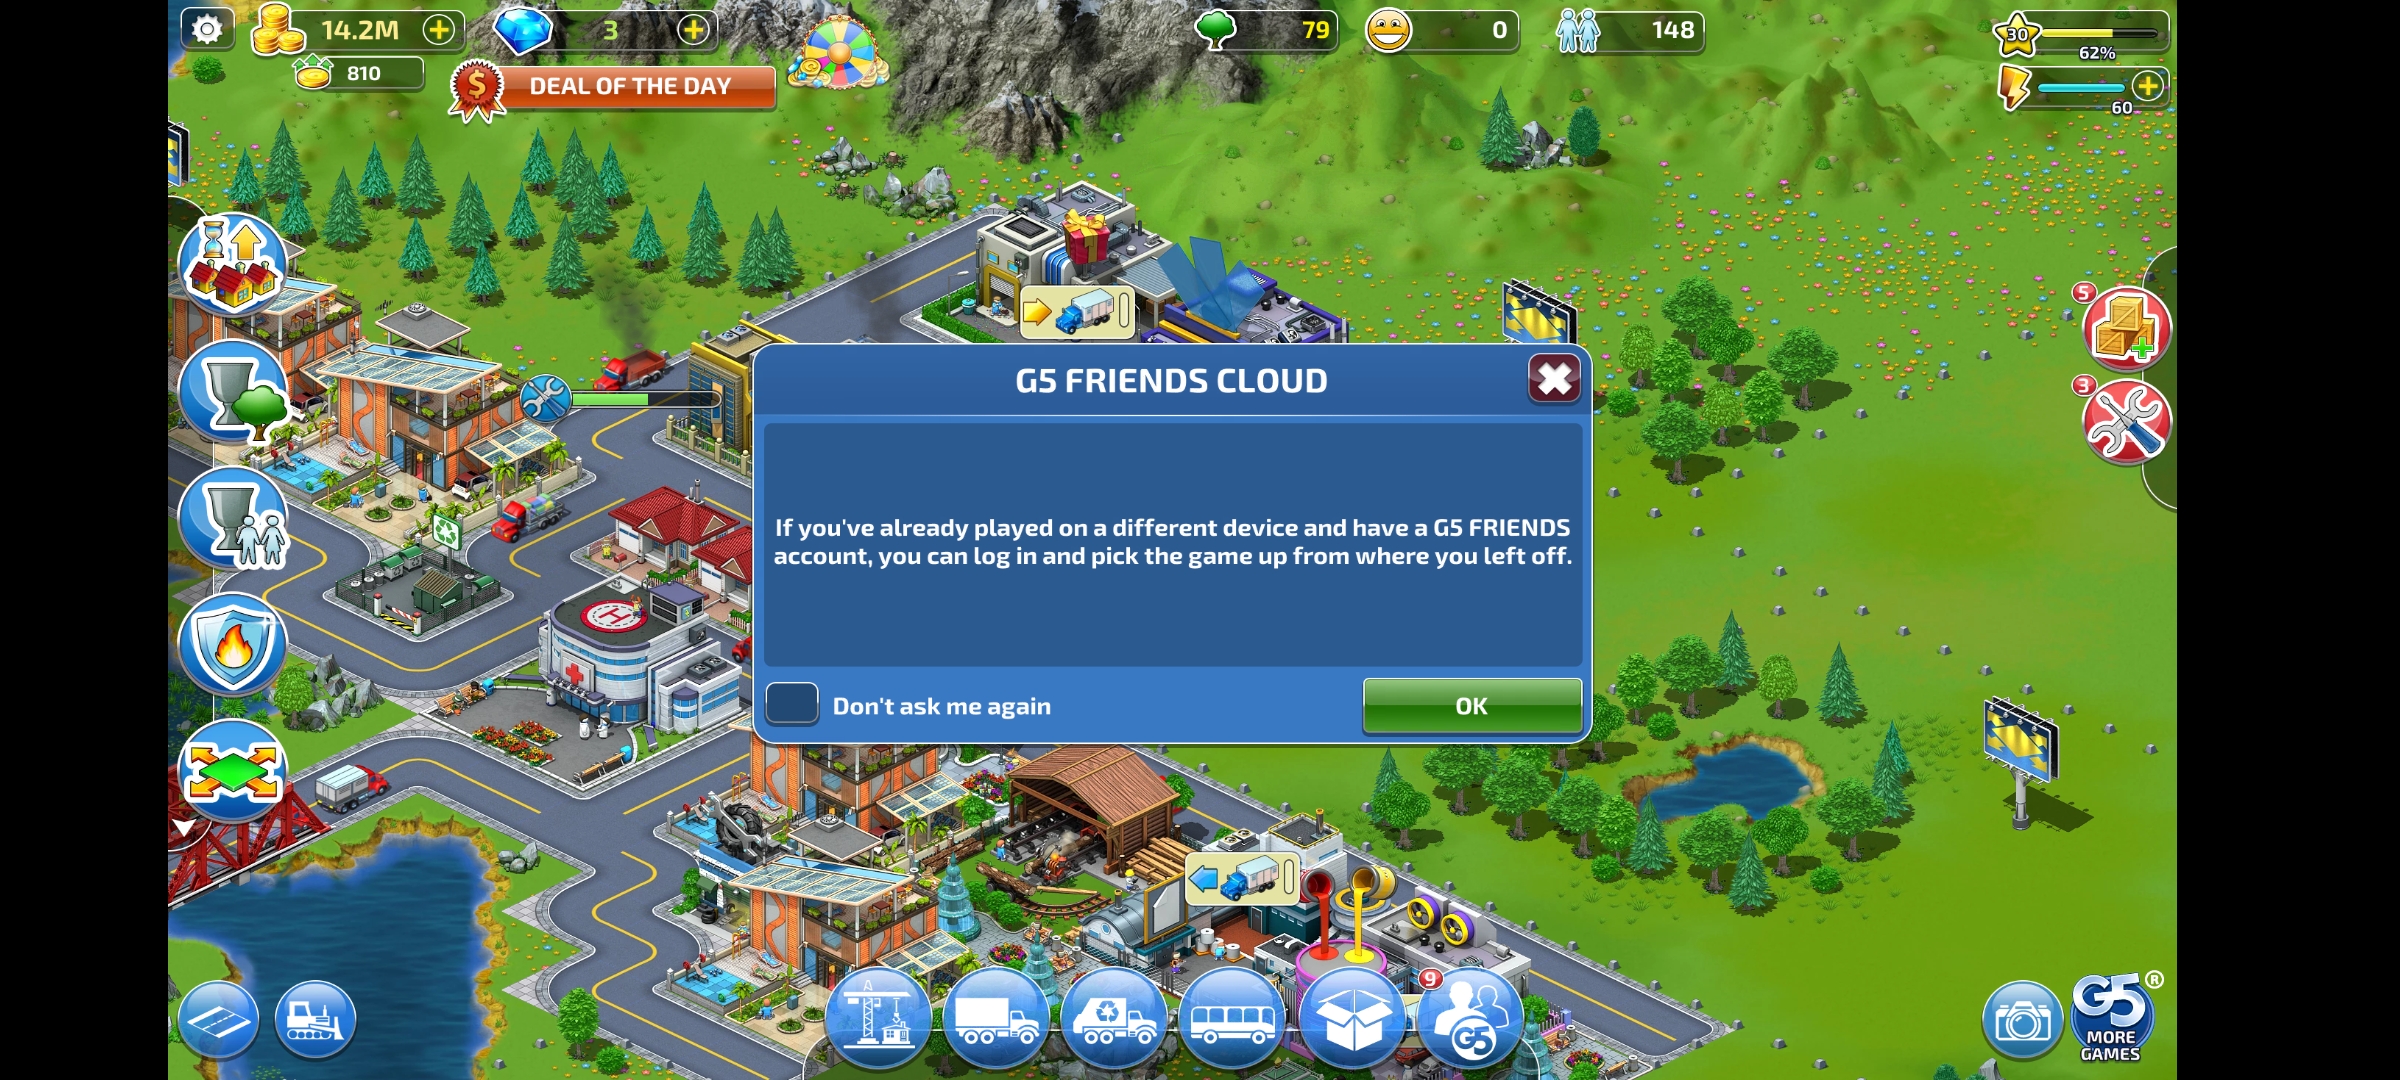 14.2M
3
79
0
148
30
62%
810
DEAL OF THE DAY
60
5
3
G5 FRIENDS CLOUD
If you've already played on a different device and have a G5 FRIENDS
account, you can log in and pick the game up from where you left off.
Don't ask me again
OK
H
9
G5
G5®
MORE
GAMES